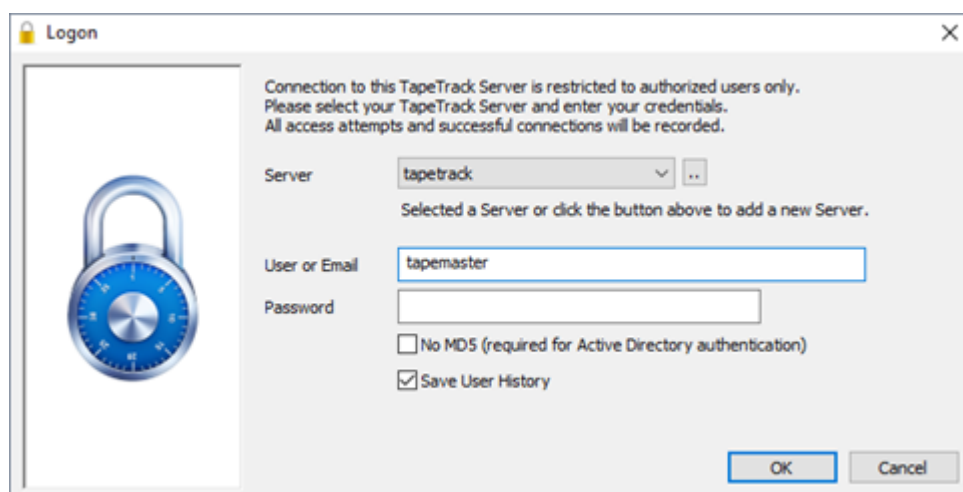 Logon
Connection to this TapeTrack Server is restricted to authorized users only.
Please select your TapeTrack Server and enter your credentials.
All access attempts and successful connections will be recorded.
Server
tapetrack
..
Selected a Server or click the button above to add a new Server.
User or Email
tapemaster
Password
No MD5 (required for Active Directory authentication)
Save User History
OK
Cancel